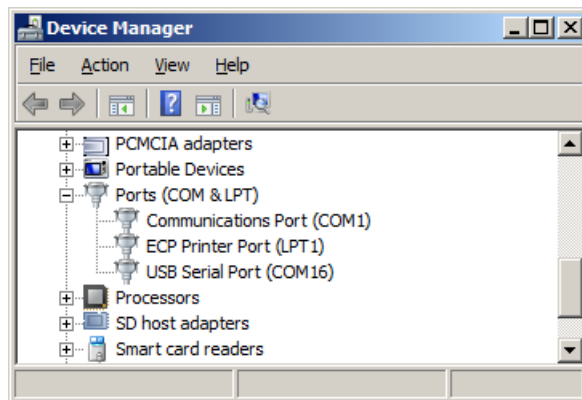 Device Manager
File Action View Help
PCMCIA adapters
Portable Devices
Ports (COM & LPT)
Communications Port (COM1)
ECP Printer Port (LPT1)
USB Serial Port (COM16)
Processors
SD host adapters
Smart card readers